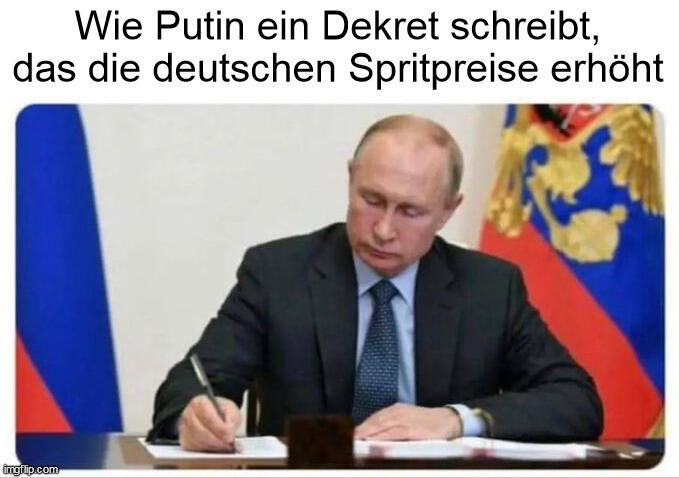 Wie Putin ein Dekret schreibt,
das die deutschen Spritpreise erhöht
imgflip.com